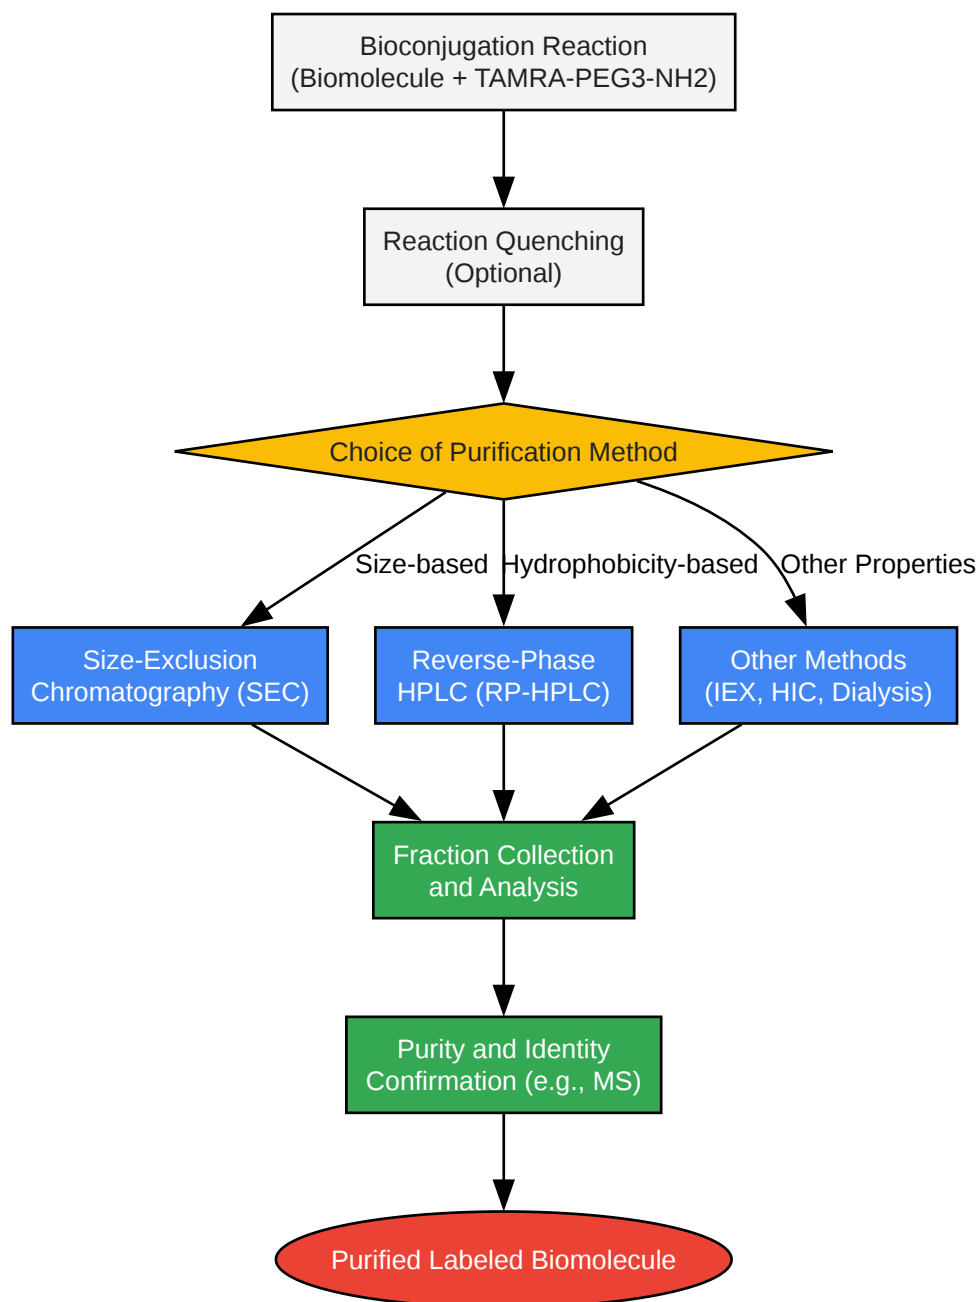 Bioconjugation Reaction
(Biomolecule + TAMRA-PEG3-NH2)
Reaction Quenching
(Optional)
Choice of Purification Method
Size-based
Hydrophobicity-based
Other Properties
Size-Exclusion
Chromatography (SEC)
Reverse-Phase
HPLC (RP-HPLC)
Other Methods
(IEX, HIC, Dialysis)
Fraction Collection
and Analysis
Purity and Identity
Confirmation (e.g., MS)
Purified Labeled Biomolecule